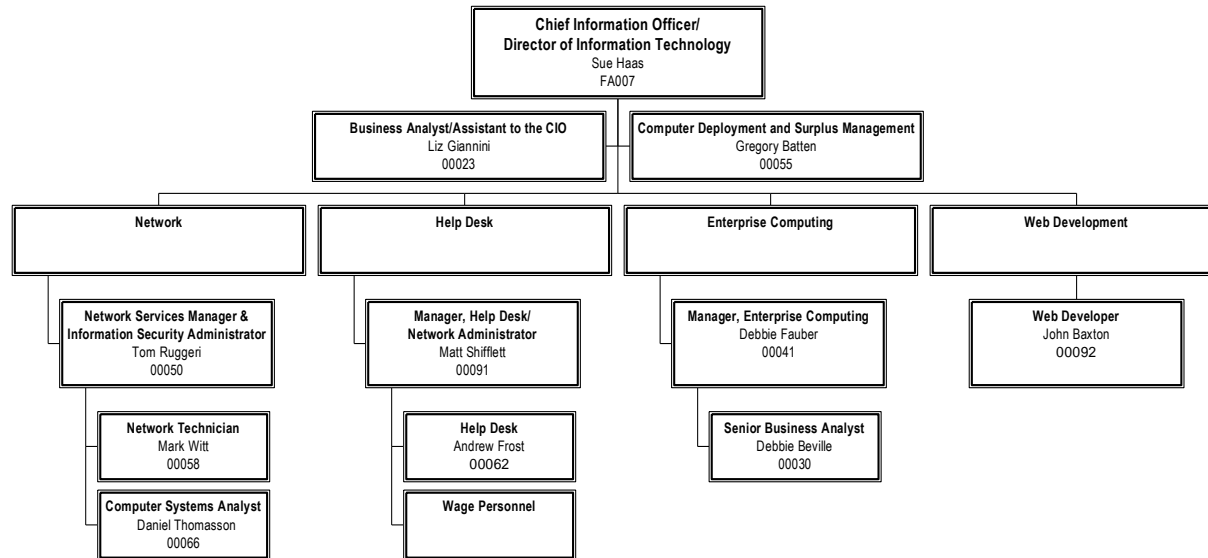 Chief Information Officer/
Director of Information Technology
Sue Haas
FA007
Business Analyst/Assistant to the CIO
Liz Giannini
00023
Computer Deployment and Surplus Management
Gregory Batten
00055
Network
Help Desk
Enterprise Computing
Web Development
Network Services Manager &
Information Security Administrator
Tom Ruggeri
00050
Manager, Help Desk/
Network Administrator
Matt Shifflett
00091
Manager, Enterprise Computing
Debbie Fauber
00041
Web Developer
John Baxton
00092
Network Technician
Mark Witt
00058
Help Desk
Andrew Frost
00062
Senior Business Analyst
Debbie Beville
00030
Computer Systems Analyst
Daniel Thomasson
00066
Wage Personnel